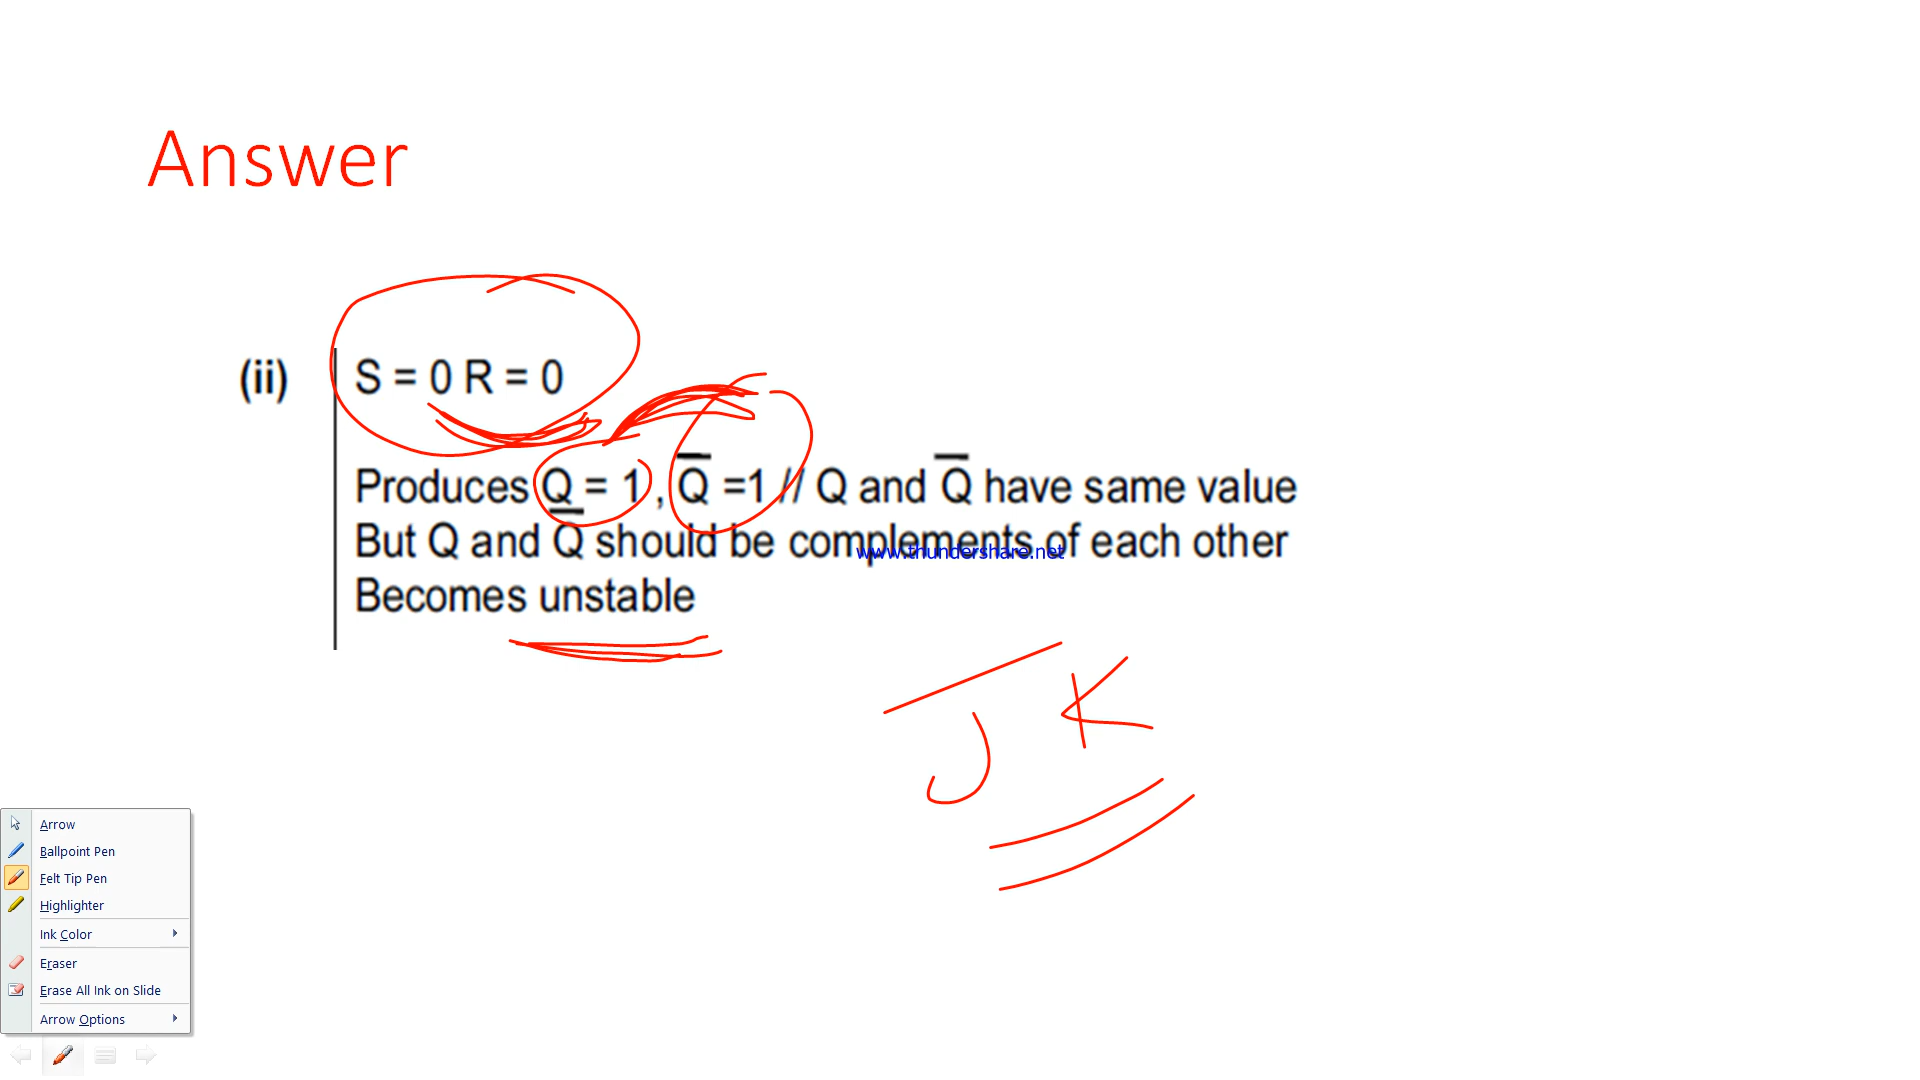 Answer
(ii) S = 0 R = 0
Produces Q = 1 , Q̅ =1 // Q and Q̅ have same value
But Q and Q̅ should be complements of each other
www.thundershare.net
Becomes unstable
J K
Arrow
Ballpoint Pen
Felt Tip Pen
Highlighter
Ink Color
Eraser
Erase All Ink on Slide
Arrow Options